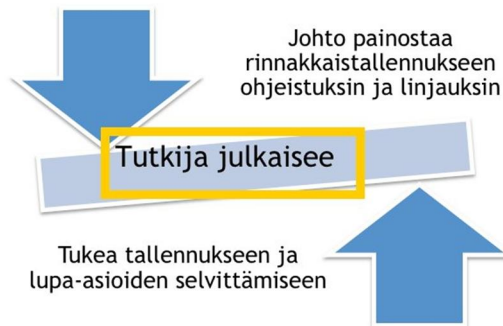 Johto painostaa
rinnakkaistallennukseen
ohjeistuksin ja linjauksin
Tutkija julkaisee
Tukea tallennukseen ja
lupa-asioiden selvittämiseen